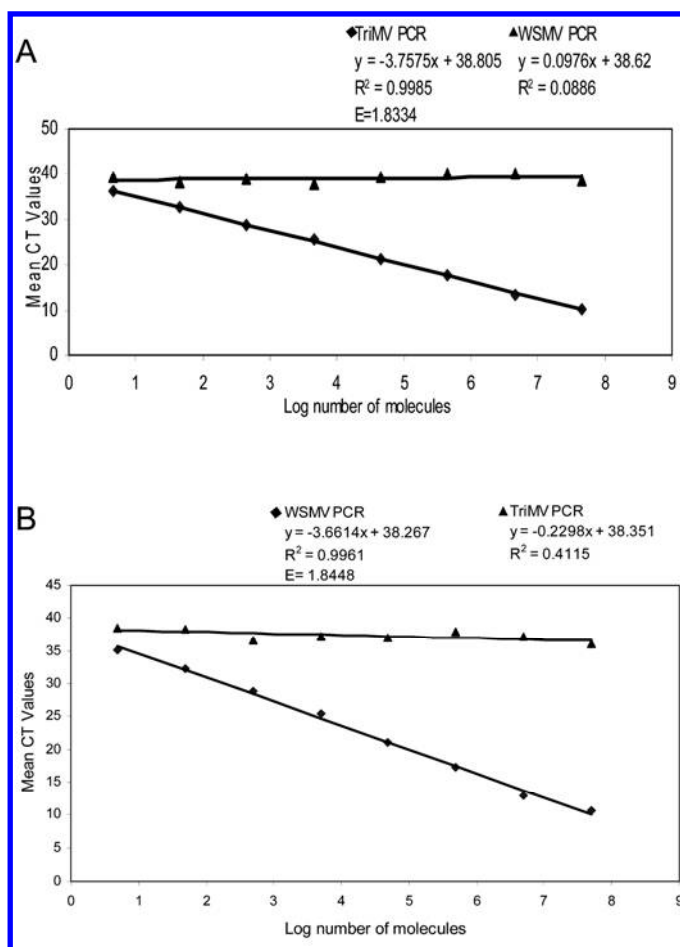 A
TriMV PCR WSMV PCR
y = -3.7575x + 38.805 y = 0.0976x + 38.62
R² = 0.9985 R² = 0.0886
E=1.8334
50
40
30
20
10
0
Mean CT Values
0 1 2 3 4 5 6 7 8 9
Log number of molecules
B
WSMV PCR TriMV PCR
y = -3.6614x + 38.267 y = -0.2298x + 38.351
R² = 0.9961 R² = 0.4115
E= 1.8448
45
40
35
30
25
20
15
10
5
0
Mean CT Values
0 1 2 3 4 5 6 7 8 9
Log number of molecules